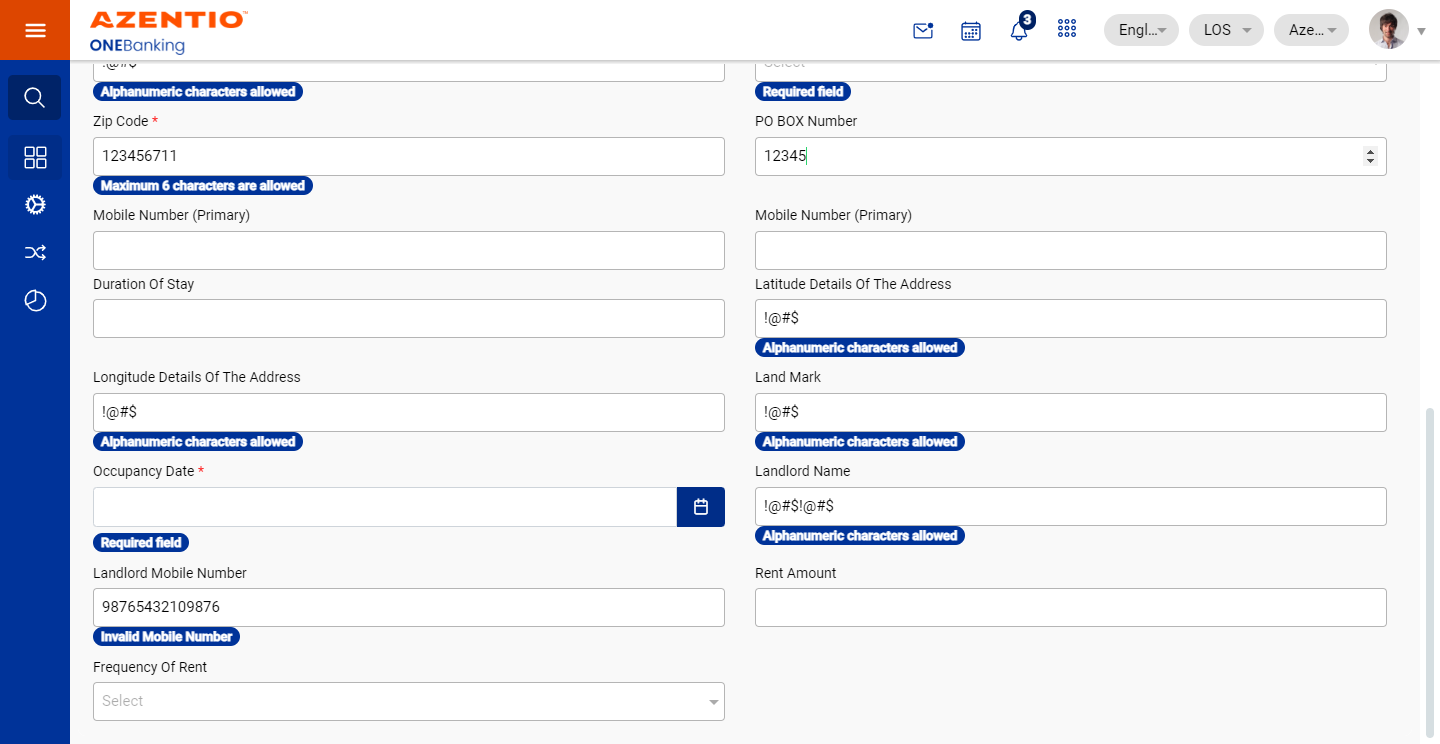 AZENTIO™
ONEBanking
3
Engl...
LOS
Aze...
!@#$
Select
Alphanumeric characters allowed
Required field
Zip Code *
PO BOX Number
123456711
12345
Maximum 6 characters are allowed
Mobile Number (Primary)
Mobile Number (Primary)
Duration Of Stay
Latitude Details Of The Address
!@#$
Alphanumeric characters allowed
Longitude Details Of The Address
Land Mark
!@#$
!@#$
Alphanumeric characters allowed
Alphanumeric characters allowed
Occupancy Date *
Landlord Name
!@#$!@#$
Required field
Alphanumeric characters allowed
Landlord Mobile Number
Rent Amount
98765432109876
Invalid Mobile Number
Frequency Of Rent
Select